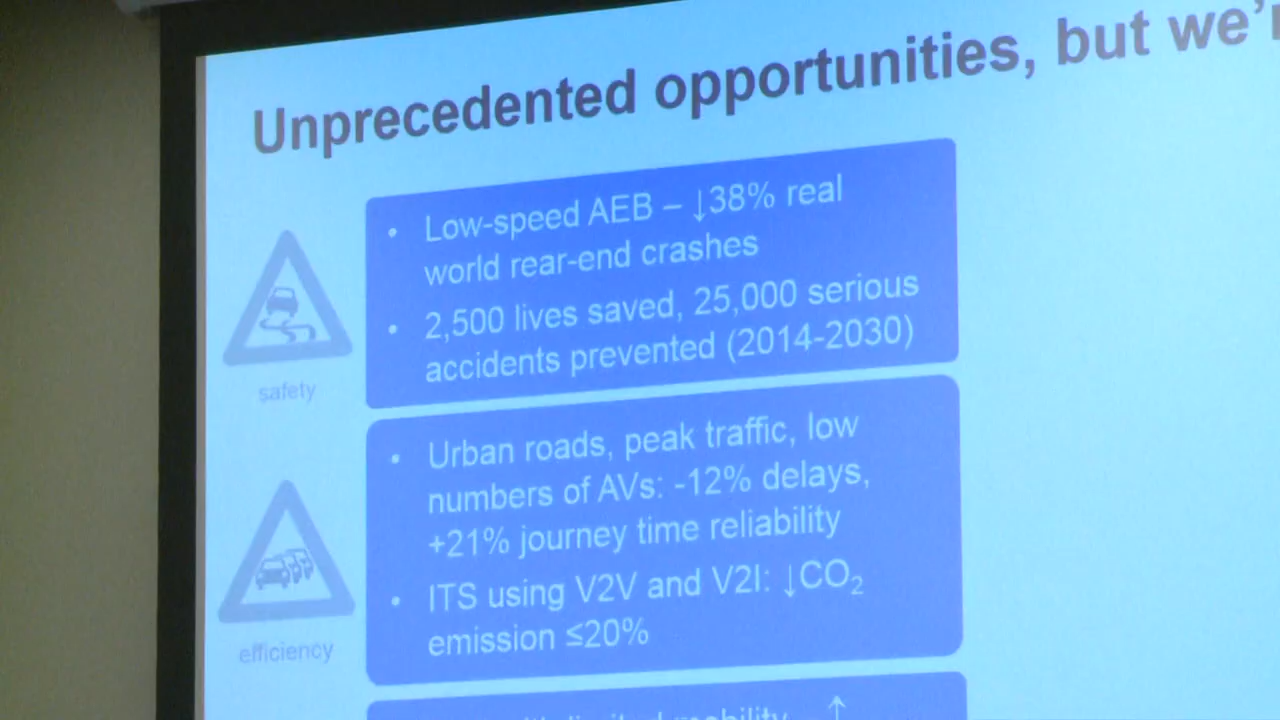 Unprecedented opportunities, but we'r
• Low-speed AEB – ↓38% real
world rear-end crashes
• 2,500 lives saved, 25,000 serious
accidents prevented (2014-2030)
safety
• Urban roads, peak traffic, low
numbers of AVs: -12% delays,
+21% journey time reliability
• ITS using V2V and V2I: ↓CO₂
emission ≤20%
efficiency
limited mobility ↑